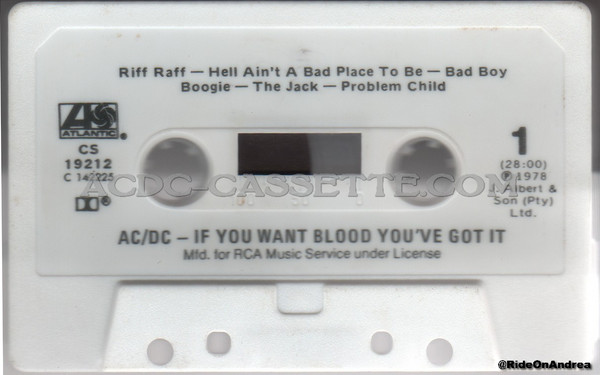 Riff Raff — Hell Ain't A Bad Place To Be — Bad Boy
Boogie — The Jack — Problem Child
ATLANTIC
CS
19212
C 142225
1
(28:00)
℗ 1978
J. Albert &
Son (Pty)
Ltd.
ACDC-CASSETTE.COM
AC/DC — IF YOU WANT BLOOD YOU'VE GOT IT
Mfd. for RCA Music Service under License
@RideOnAndrea